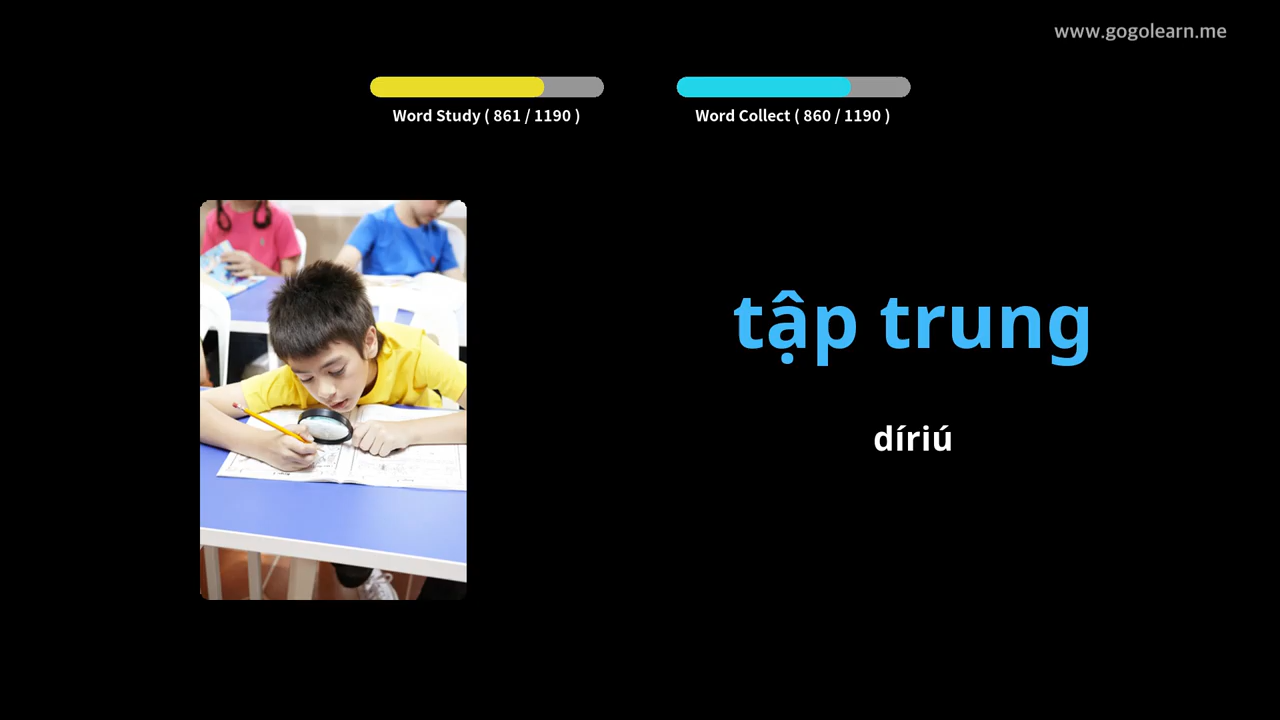 www.gogolearn.me
Word Study ( 861 / 1190 )
Word Collect ( 860 / 1190 )
tập trung
díriú